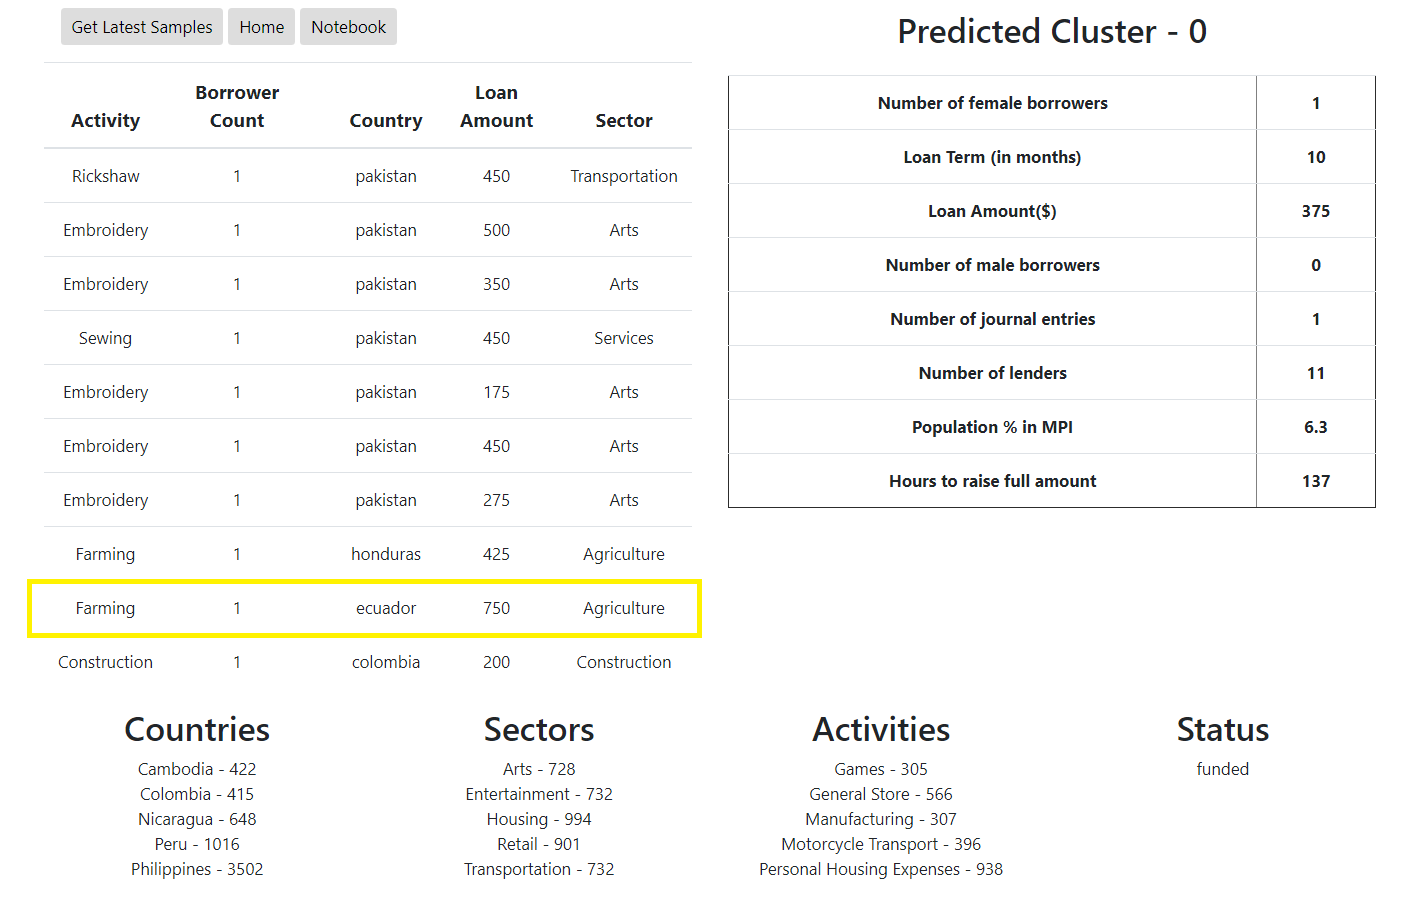 Get Latest Samples Home Notebook
Activity Borrower Count Country Loan Amount Sector
Rickshaw 1 pakistan 450 Transportation
Embroidery 1 pakistan 500 Arts
Embroidery 1 pakistan 350 Arts
Sewing 1 pakistan 450 Services
Embroidery 1 pakistan 175 Arts
Embroidery 1 pakistan 450 Arts
Embroidery 1 pakistan 275 Arts
Farming 1 honduras 425 Agriculture
Farming 1 ecuador 750 Agriculture
Construction 1 colombia 200 Construction
Predicted Cluster - 0
Number of female borrowers 1
Loan Term (in months) 10
Loan Amount($) 375
Number of male borrowers 0
Number of journal entries 1
Number of lenders 11
Population % in MPI 6.3
Hours to raise full amount 137
Countries
Cambodia - 422
Colombia - 415
Nicaragua - 648
Peru - 1016
Philippines - 3502
Sectors
Arts - 728
Entertainment - 732
Housing - 994
Retail - 901
Transportation - 732
Activities
Games - 305
General Store - 566
Manufacturing - 307
Motorcycle Transport - 396
Personal Housing Expenses - 938
Status
funded